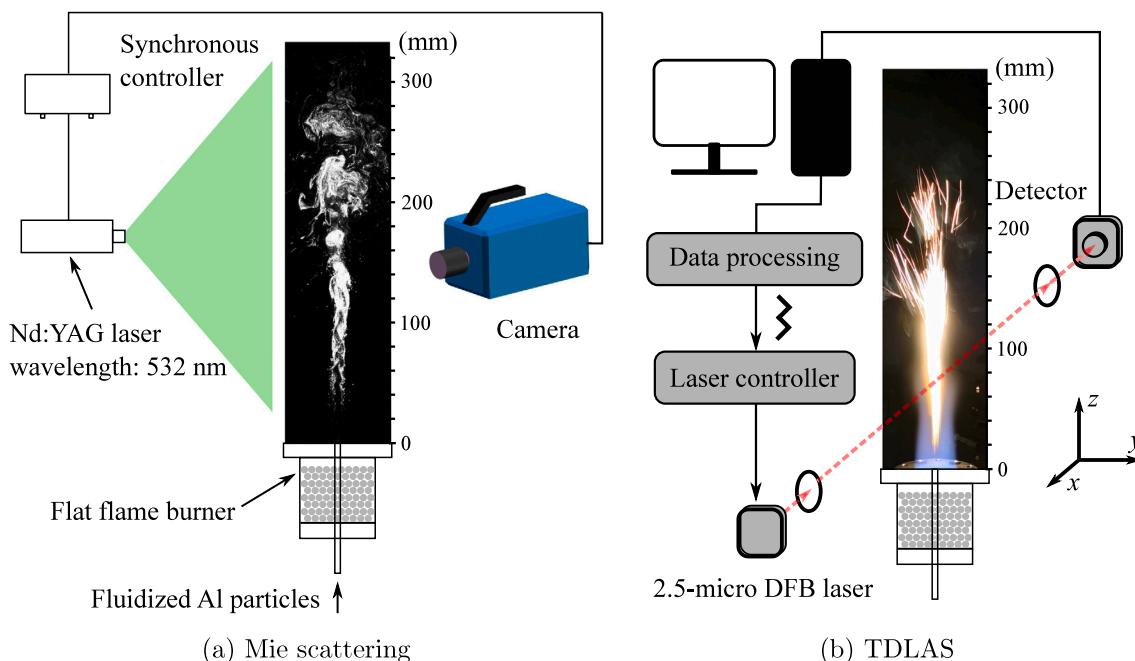 Synchronous
controller
(mm)
300
200
100
0
Nd:YAG laser
wavelength: 532 nm
Camera
Flat flame burner
Fluidized Al particles
(a) Mie scattering
(mm)
300
Detector
200
100
0
Data processing
Laser controller
z
y
x
2.5-micro DFB laser
(b) TDLAS